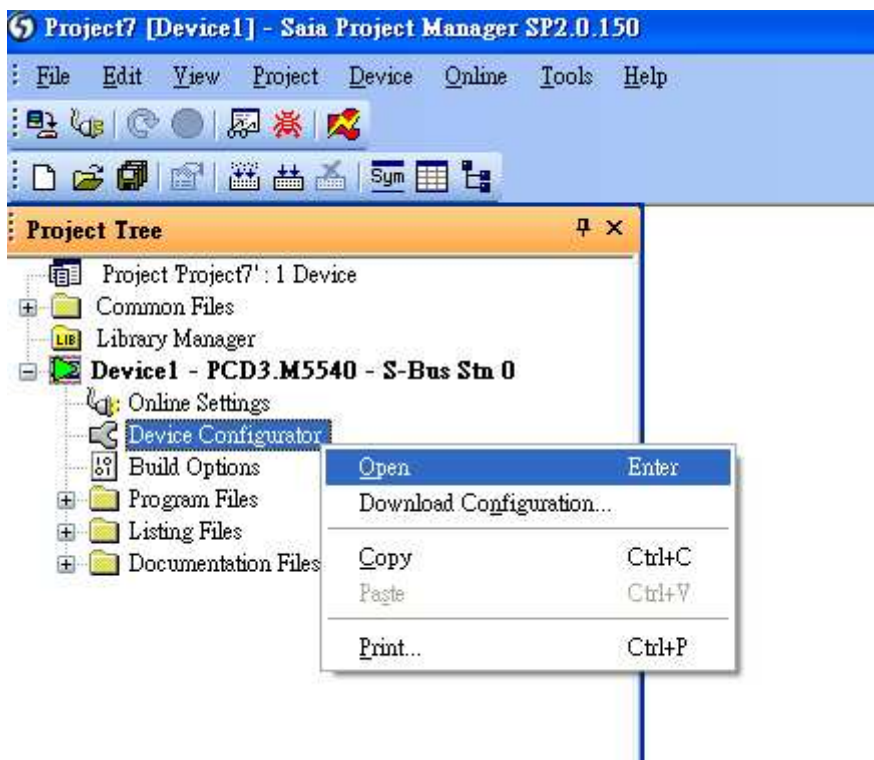 Project7 [Device1] - Saia Project Manager SP2.0.150
File Edit View Project Device Online Tools Help
Sym
Project Tree
Project 'Project7' : 1 Device
Common Files
LIB Library Manager
Device1 - PCD3.M5540 - S-Bus Stn 0
Online Settings
Device Configurator
Build Options
Program Files
Listing Files
Documentation Files
Open Enter
Download Configuration...
Copy Ctrl+C
Paste Ctrl+V
Print... Ctrl+P